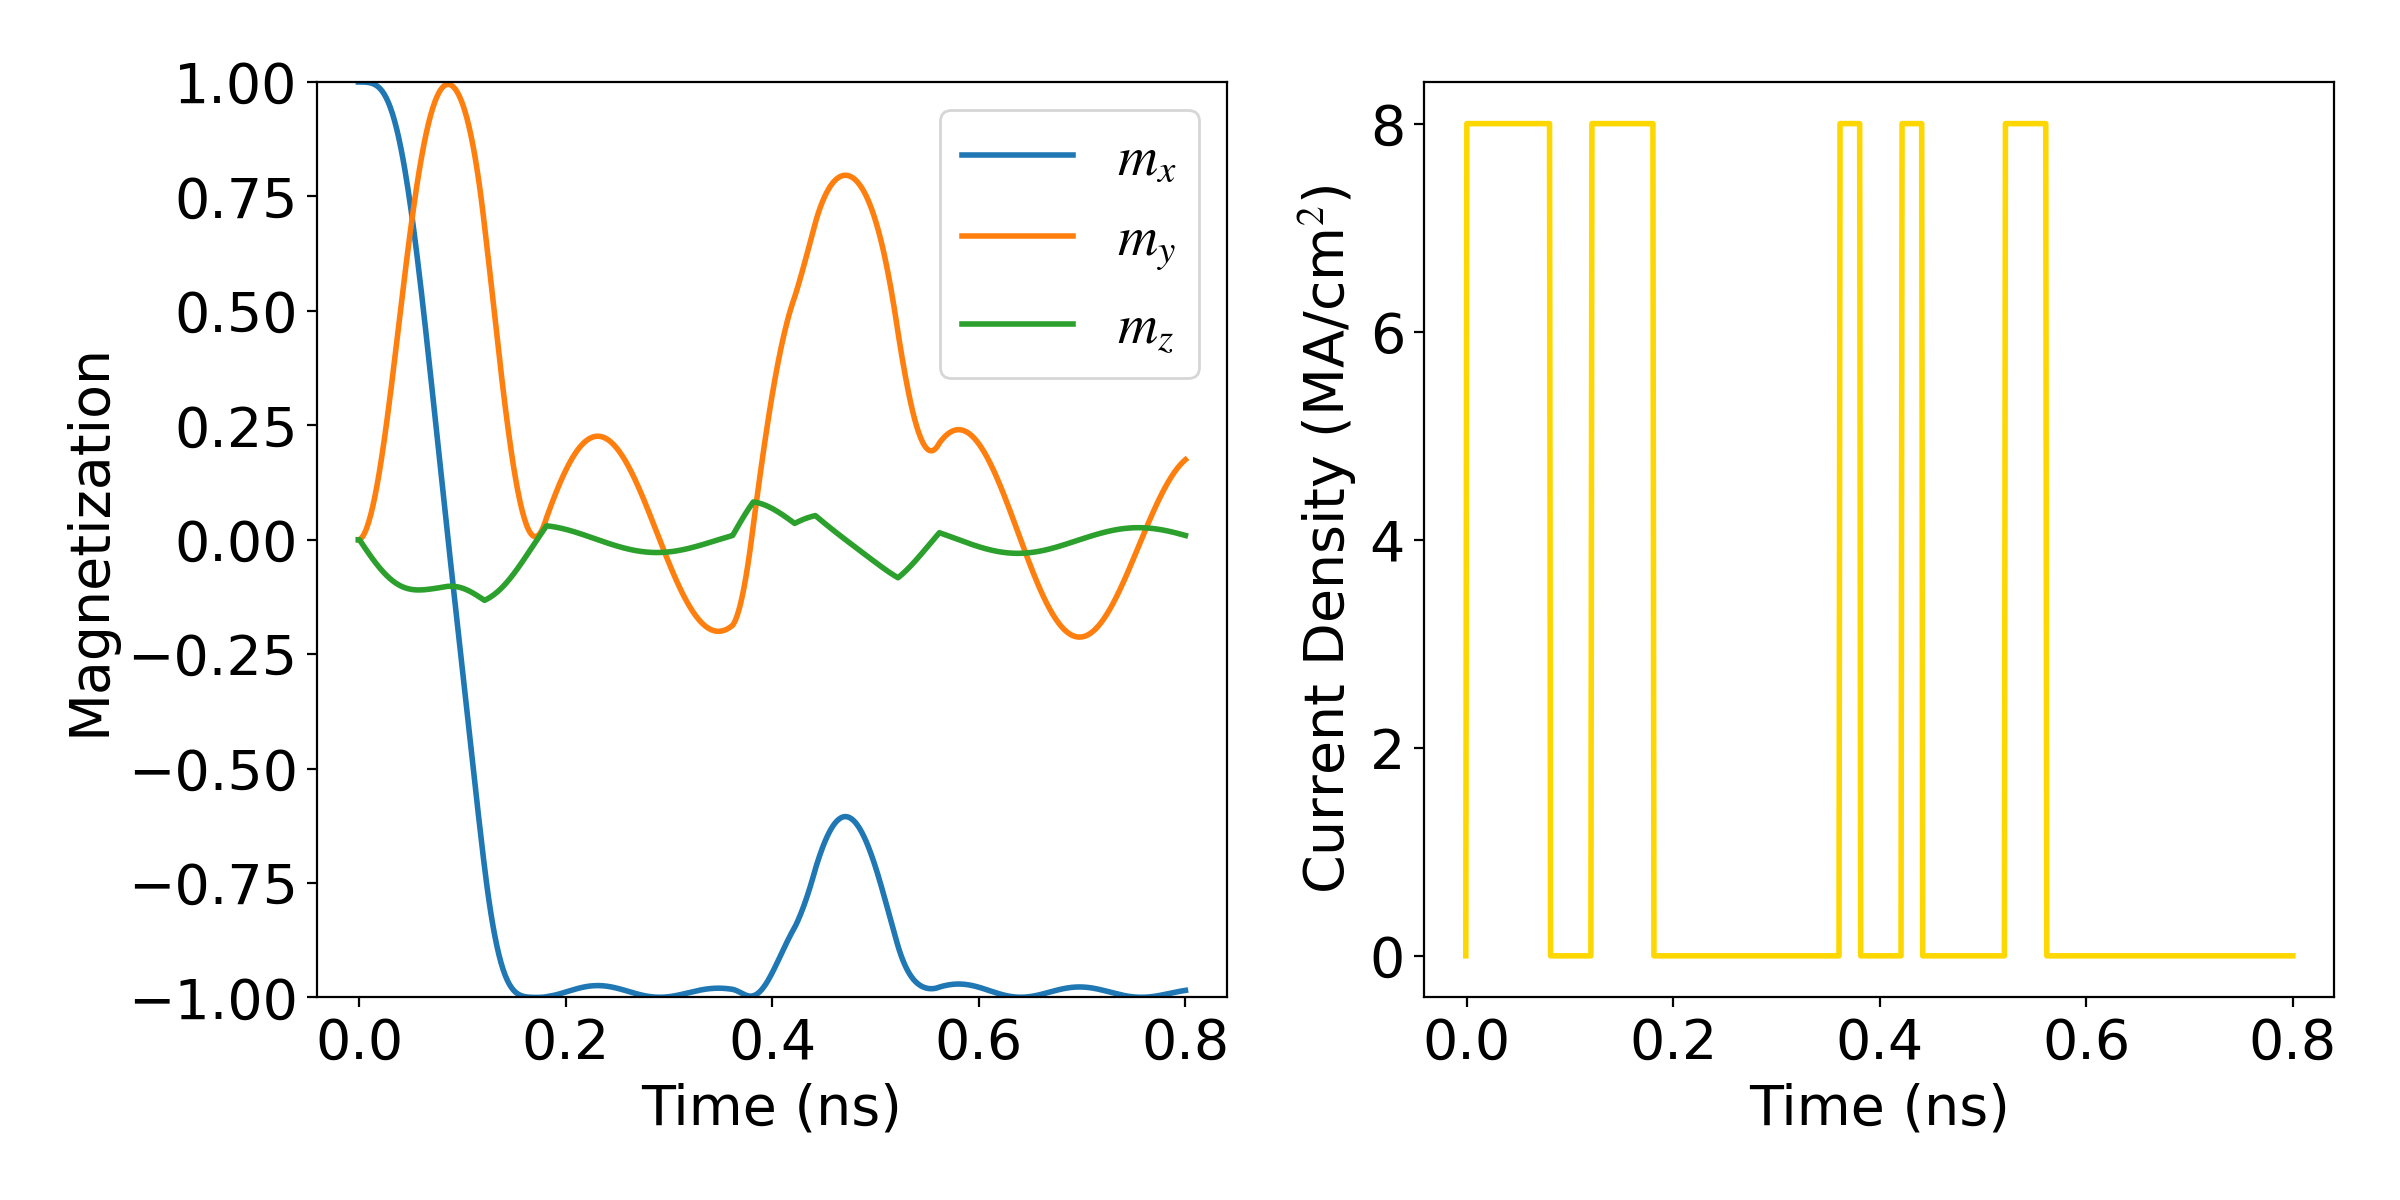 1.00
0.75
0.50
0.25
0.00
−0.25
−0.50
−0.75
−1.00
Magnetization
0.0 0.2 0.4 0.6 0.8
Time (ns)
m_x
m_y
m_z
8
6
4
2
0
Current Density (MA/cm²)
0.0 0.2 0.4 0.6 0.8
Time (ns)